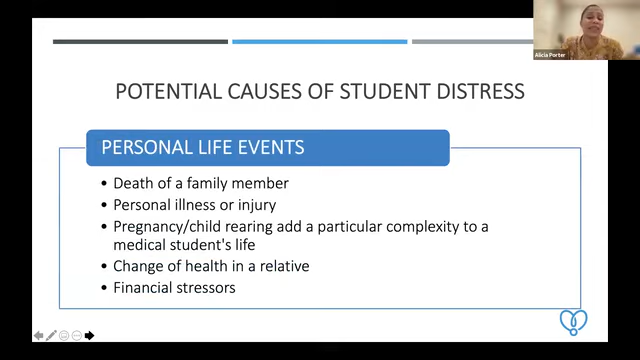 POTENTIAL CAUSES OF STUDENT DISTRESS
PERSONAL LIFE EVENTS
• Death of a family member
• Personal illness or injury
• Pregnancy/child rearing add a particular complexity to a
medical student's life
• Change of health in a relative
• Financial stressors
Alicia Porter